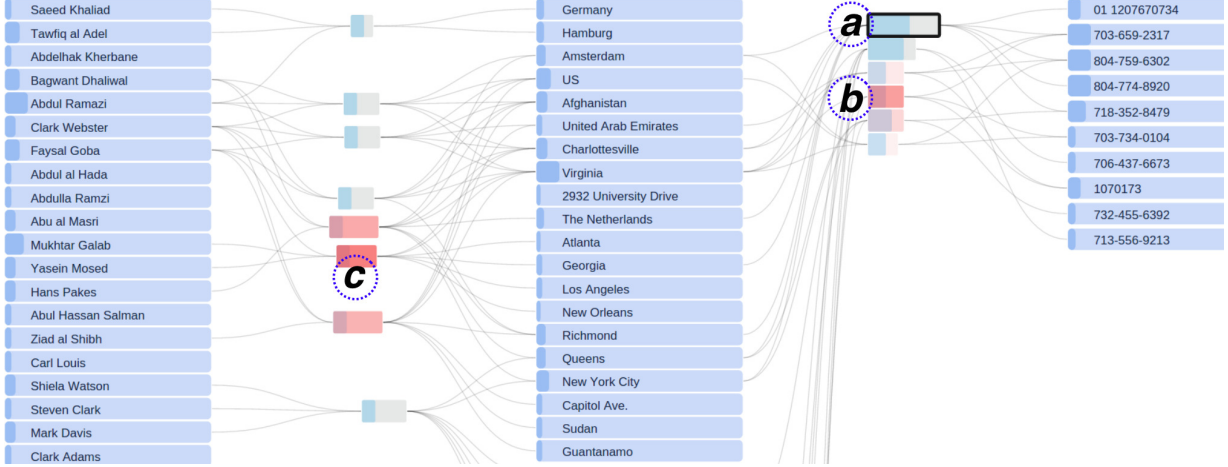 Saeed Khaliad
Tawfiq al Adel
Abdelhak Kherbane
Bagwant Dhaliwal
Abdul Ramazi
Clark Webster
Faysal Goba
Abdul al Hada
Abdulla Ramzi
Abu al Masri
Mukhtar Galab
Yasein Mosed
Hans Pakes
Abul Hassan Salman
Ziad al Shibh
Carl Louis
Shiela Watson
Steven Clark
Mark Davis
Clark Adams
c
Germany
Hamburg
Amsterdam
US
Afghanistan
United Arab Emirates
Charlottesville
Virginia
2932 University Drive
The Netherlands
Atlanta
Georgia
Los Angeles
New Orleans
Richmond
Queens
New York City
Capitol Ave.
Sudan
Guantanamo
a
b
01 1207670734
703-659-2317
804-759-6302
804-774-8920
718-352-8479
703-734-0104
706-437-6673
1070173
732-455-6392
713-556-9213